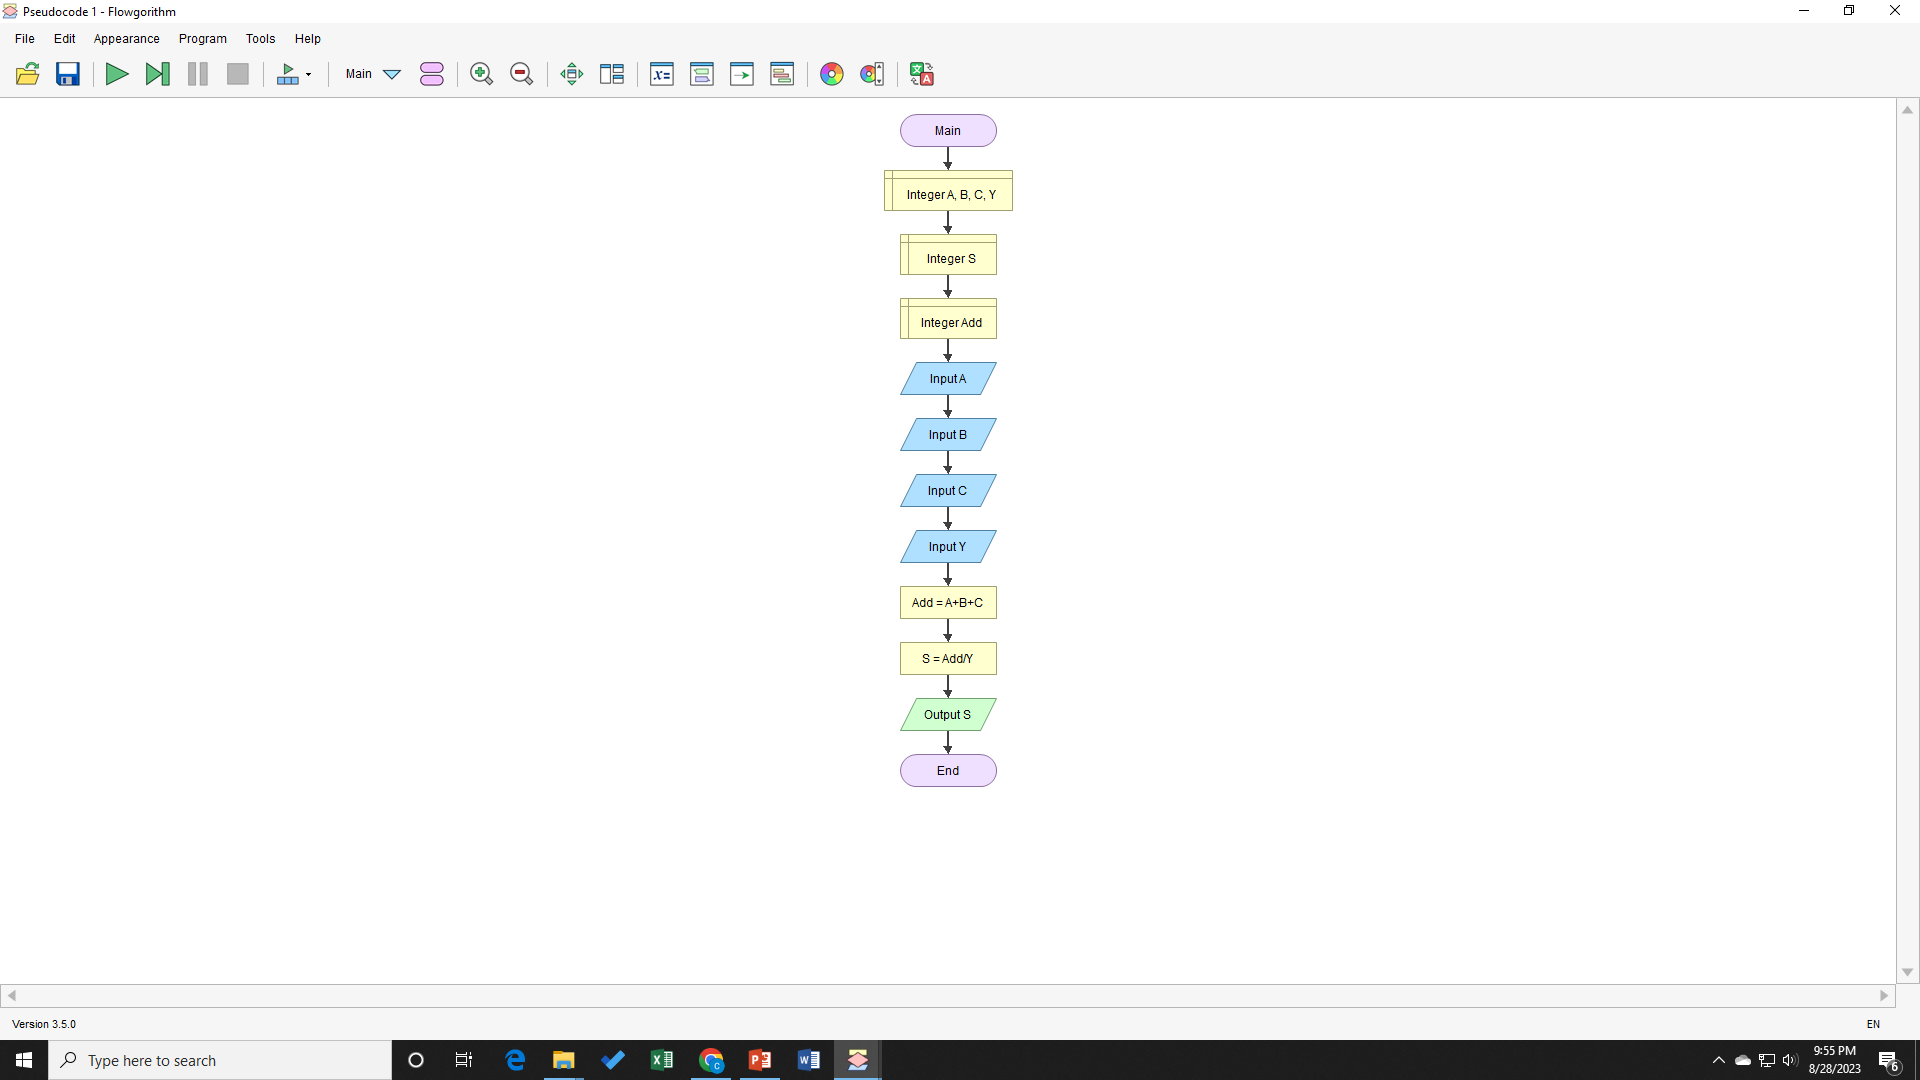 Pseudocode 1 - Flowgorithm
File Edit Appearance Program Tools Help
Main
Main
Integer A, B, C, Y
Integer S
Integer Add
Input A
Input B
Input C
Input Y
Add = A+B+C
S = Add/Y
Output S
End
Version 3.5.0
EN
Type here to search
9:55 PM
8/28/2023
6